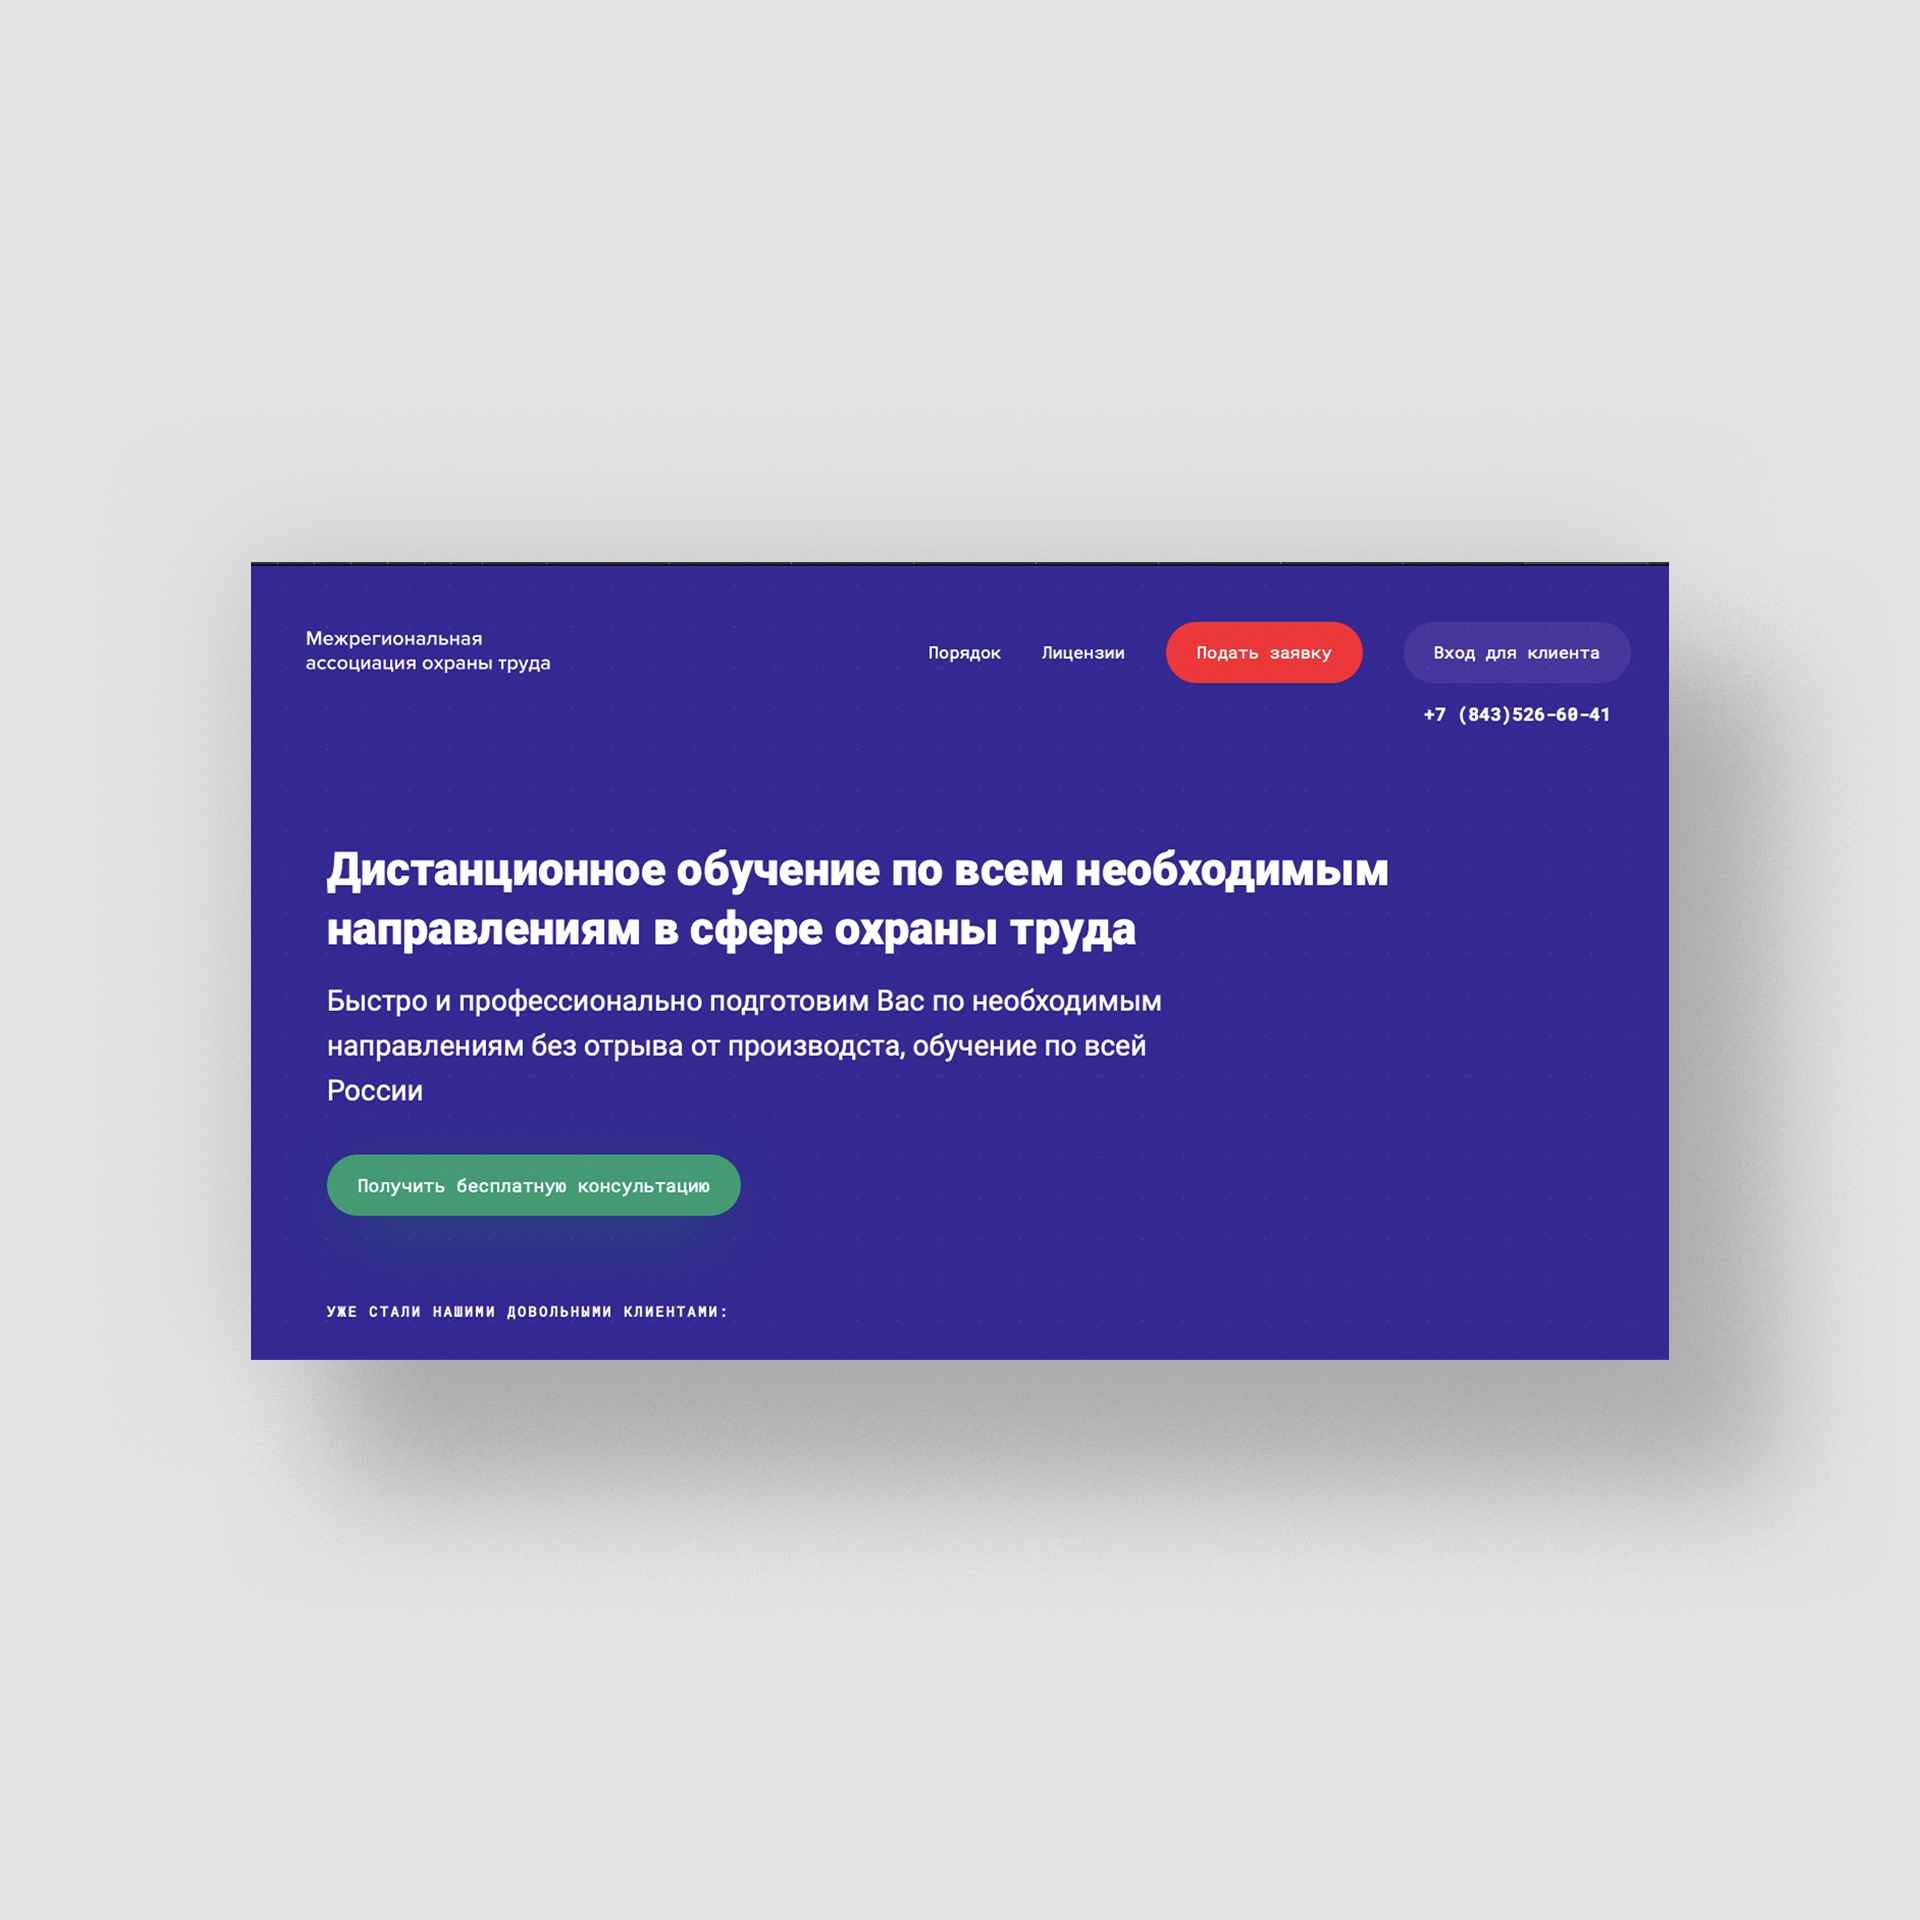 Межрегиональная
ассоциация охраны труда
Порядок Лицензии Подать заявку Вход для клиента
+7 (843)526-60-41
Дистанционное обучение по всем необходимым
направлениям в сфере охраны труда
Быстро и профессионально подготовим Вас по необходимым
направлениям без отрыва от производста, обучение по всей
России
Получить бесплатную консультацию
УЖЕ СТАЛИ НАШИМИ ДОВОЛЬНЫМИ КЛИЕНТАМИ: